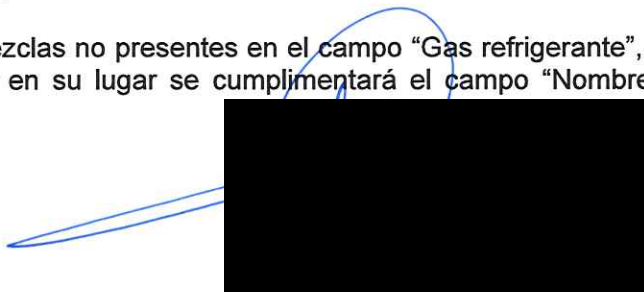 ezclas no presentes en el campo “Gas refrigerante”,
en su lugar se cumplimentará el campo “Nombre